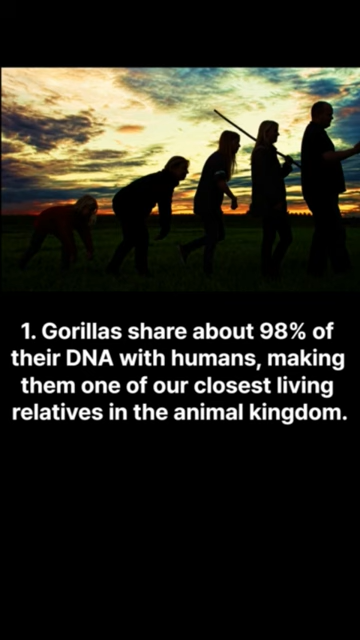 1. Gorillas share about 98% of
their DNA with humans, making
them one of our closest living
relatives in the animal kingdom.